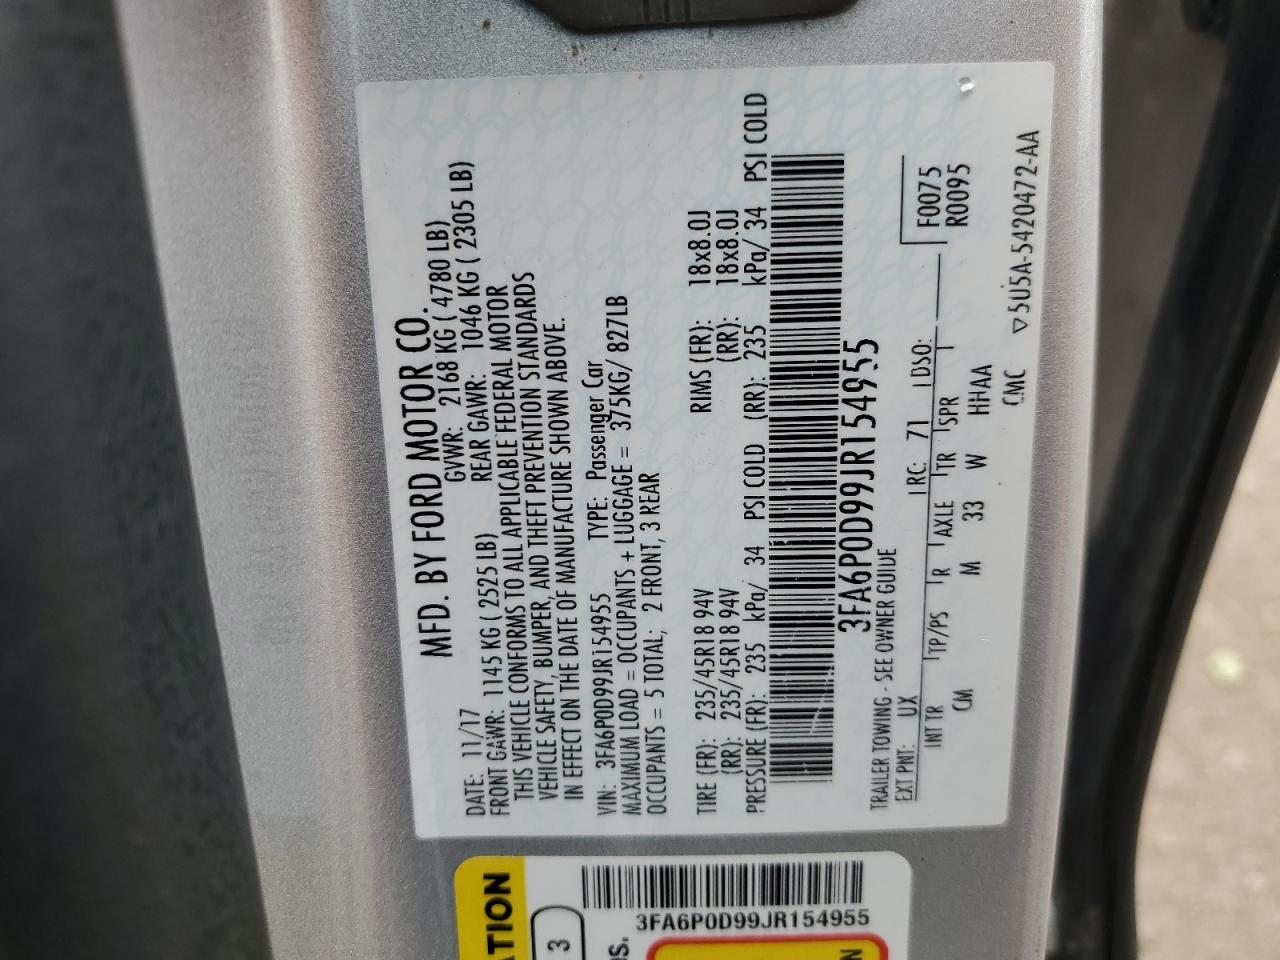 MFD. BY FORD MOTOR CO.
DATE: 11/17 GVWR: 2168 KG ( 4780 LB)
FRONT GAWR: 1145 KG ( 2525 LB) REAR GAWR: 1046 KG ( 2305 LB)
THIS VEHICLE CONFORMS TO ALL APPLICABLE FEDERAL MOTOR
VEHICLE SAFETY, BUMPER, AND THEFT PREVENTION STANDARDS
IN EFFECT ON THE DATE OF MANUFACTURE SHOWN ABOVE.
VIN: 3FA6P0D99JR154955 TYPE: Passenger Car
MAXIMUM LOAD = OCCUPANTS + LUGGAGE = 375KG/ 827LB
OCCUPANTS = 5 TOTAL; 2 FRONT, 3 REAR
TIRE (FR): 235/45R18 94V RIMS (FR): 18x8.0J
(RR): 235/45R18 94V (RR): 18x8.0J
PRESSURE (FR): 235 kPa/ 34 PSI COLD (RR): 235 kPa/ 34 PSI COLD
3FA6P0D99JR154955
TRAILER TOWING - SEE OWNER GUIDE
EXT PNT: UX RC: 71 DSO: F0075
INT TR TP/PS R AXLE TR SPR R0095
CM M 33 W HHAA
CMC ▽5U5A-5420472-AA
TION
3
3FA6P0D99JR154955